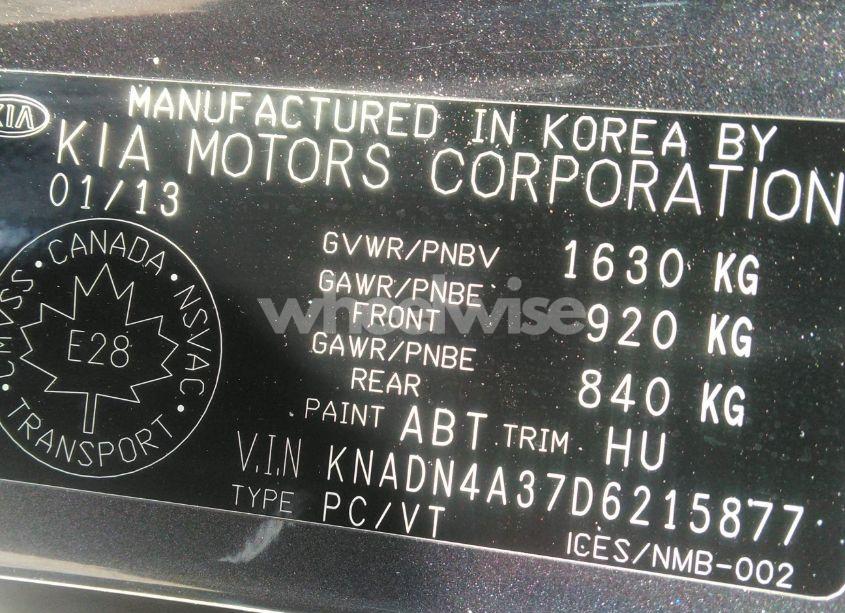 KIA
MANUFACTURED IN KOREA BY
KIA MOTORS CORPORATION
01/13
CMVSS • CANADA • NSVAC • TRANSPORT •
E28
GVWR/PNBV 1630 KG
GAWR/PNBE
FRONT 920 KG
GAWR/PNBE
REAR 840 KG
PAINT ABT TRIM HU
V.I.N KNADN4A37D6215877
TYPE PC/VT
ICES/NMB-002
wheelwise